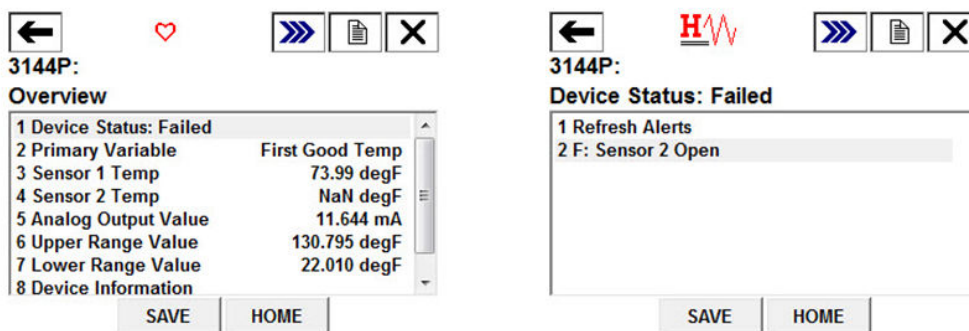 3144P:
Overview
1 Device Status: Failed
2 Primary Variable First Good Temp
3 Sensor 1 Temp 73.99 degF
4 Sensor 2 Temp NaN degF
5 Analog Output Value 11.644 mA
6 Upper Range Value 130.795 degF
7 Lower Range Value 22.010 degF
8 Device Information
SAVE HOME
H
3144P:
Device Status: Failed
1 Refresh Alerts
2 F: Sensor 2 Open
SAVE HOME